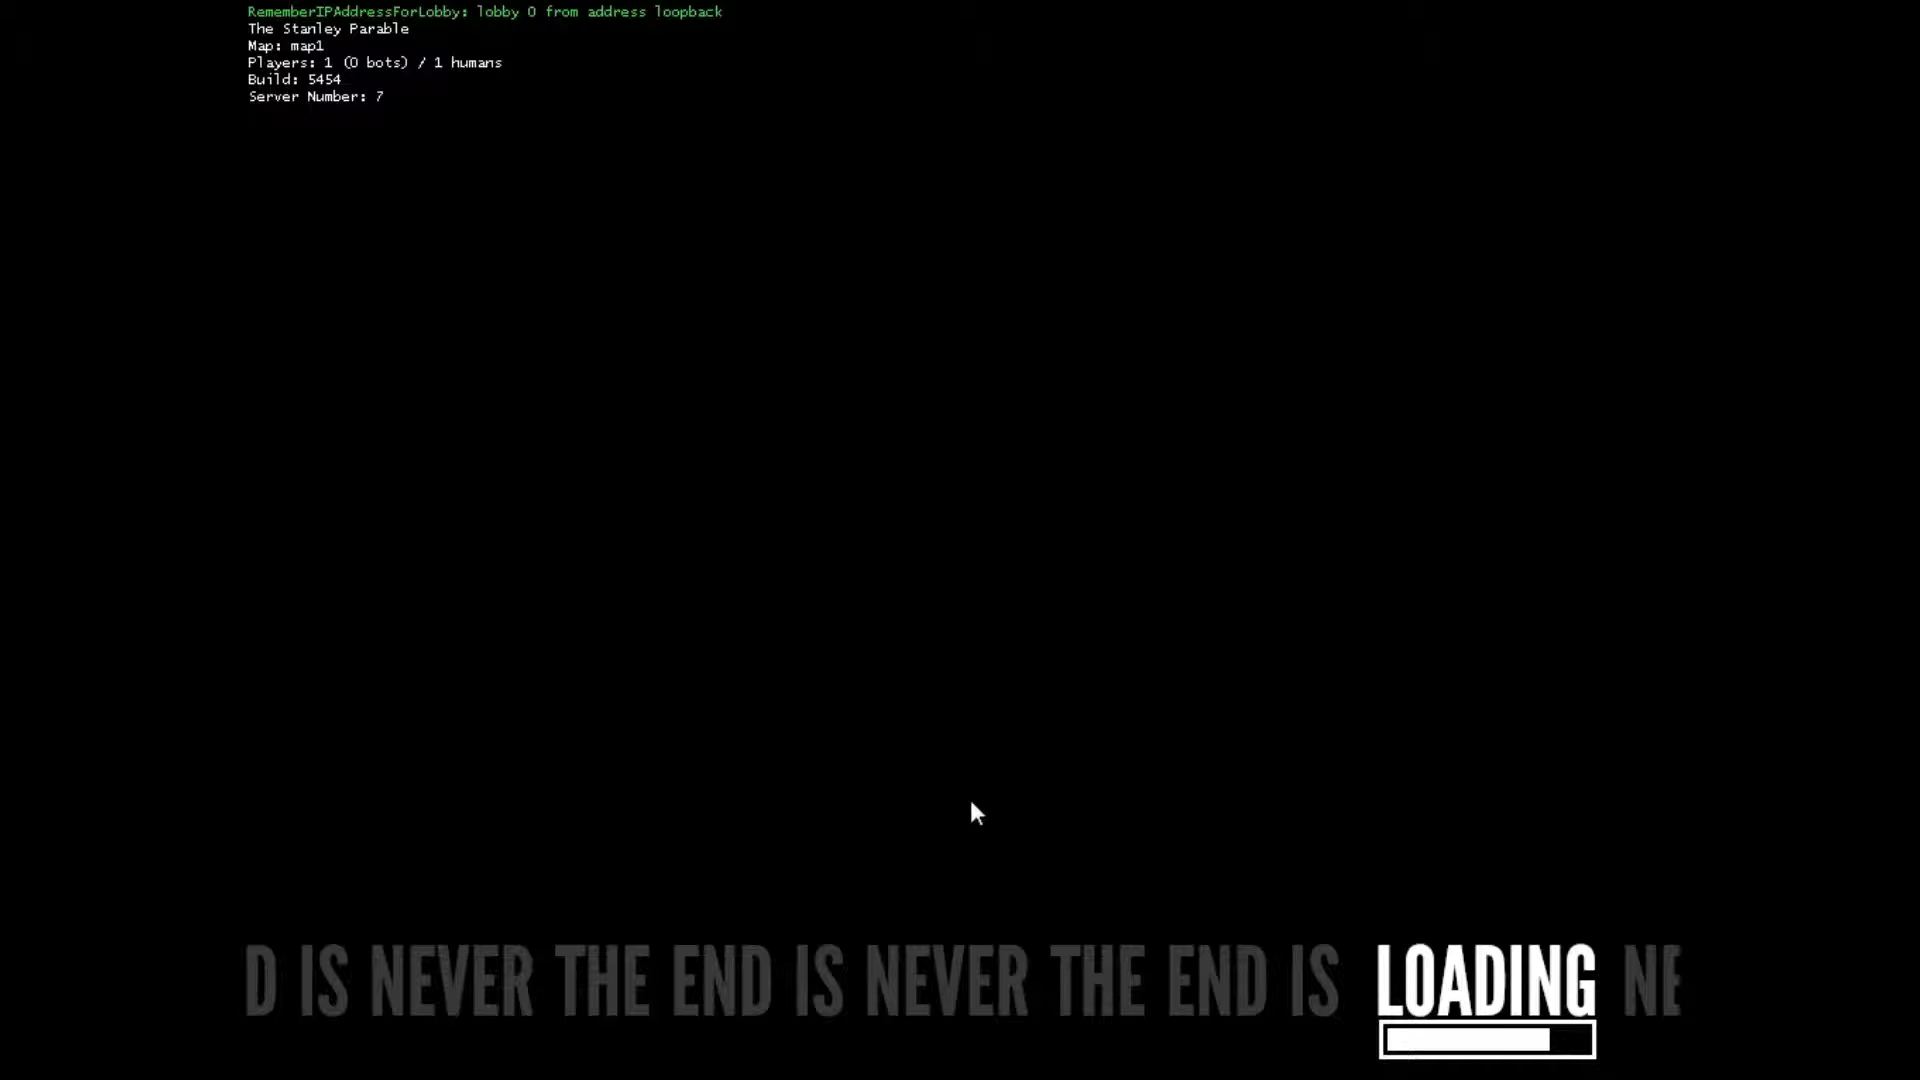 RememberIPAddressForLobby: lobby 0 from address loopback
The Stanley Parable
Map: map1
Players: 1 (0 bots) / 1 humans
Build: 5454
Server Number: 7
D IS NEVER THE END IS NEVER THE END IS LOADING NE